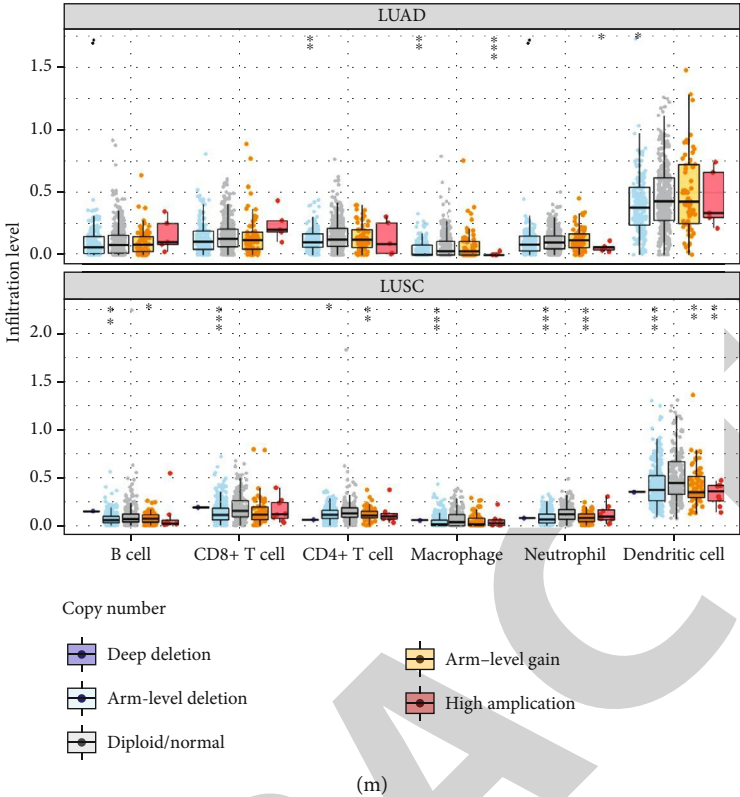 LUAD
Infiltration level
1.5
1.0
0.5
0.0
** ** *** * *
LUSC
2.0
1.5
1.0
0.5
0.0
** * *** * ** *** *** *** *** ** **
B cell CD8+ T cell CD4+ T cell Macrophage Neutrophil Dendritic cell
Copy number
Deep deletion
Arm-level deletion
Diploid/normal
Arm–level gain
High amplication
(m)